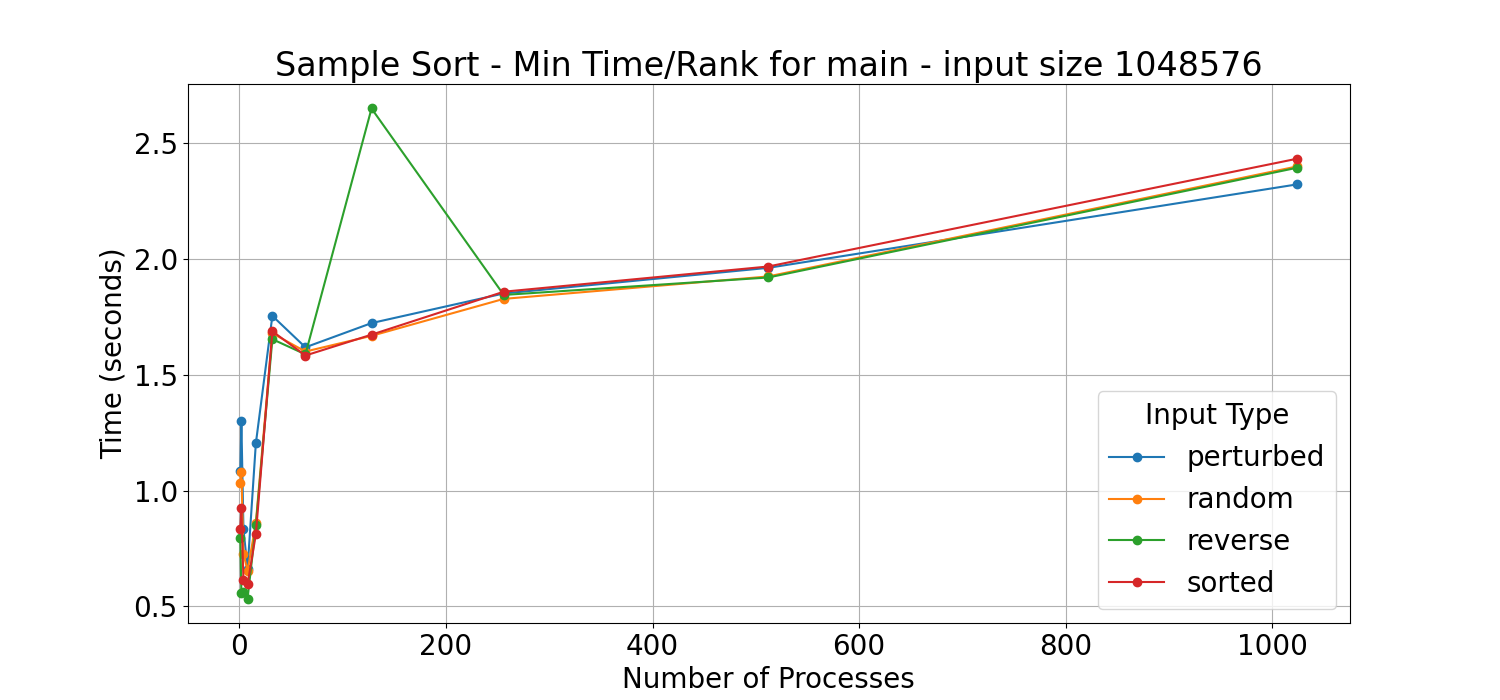 Sample Sort - Min Time/Rank for main - input size 1048576
Time (seconds)
2.5
2.0
1.5
1.0
0.5
0 200 400 600 800 1000
Number of Processes
Input Type
perturbed
random
reverse
sorted